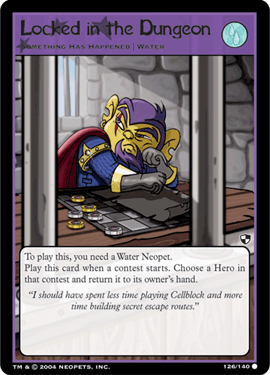 Locked in the Dungeon
Something Has Happened | Water
To play this, you need a Water Neopet.
Play this card when a contest starts. Choose a Hero in
that contest and return it to its owner's hand.
"I should have spent less time playing Cellblock and more
time building secret escape routes."
TM & © 2004 NEOPETS, INC.
126/140